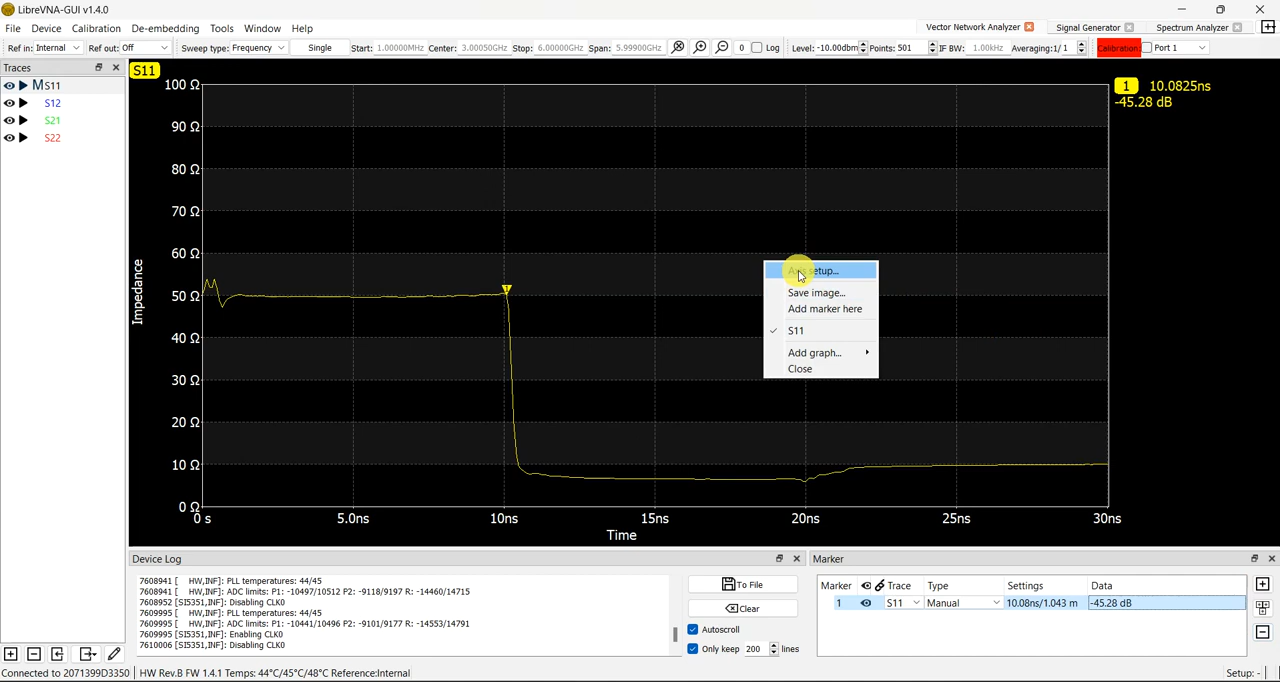 LibreVNA-GUI v1.4.0
File Device Calibration De-embedding Tools Window Help
Vector Network Analyzer Signal Generator Spectrum Analyzer
Ref in: Internal Ref out: Off Sweep type: Frequency Single Start: 1.00000MHz Center: 3.00050GHz Stop: 6.00000GHz Span: 5.99900GHz 0 Log Level: -10.00dbm Points: 501 IF BW: 1.00kHz Averaging:1/ 1 Calibration: Port 1
Traces
M S11
S12
S21
S22
S11
100 Ω
90 Ω
80 Ω
70 Ω
60 Ω
50 Ω
40 Ω
30 Ω
20 Ω
10 Ω
0 Ω
Impedance
1
0 s 5.0ns 10ns 15ns 20ns 25ns 30ns
Time
1 10.0825ns
-45.28 dB
Axis setup...
Save image...
Add marker here
S11
Add graph...
Close
Device Log
7608941 [ HW,INF]: PLL temperatures: 44/45
7608941 [ HW,INF]: ADC limits: P1: -10497/10512 P2: -9118/9197 R: -14460/14715
7608952 [SI5351,INF]: Disabling CLK0
7609995 [ HW,INF]: PLL temperatures: 44/45
7609995 [ HW,INF]: ADC limits: P1: -10441/10496 P2: -9101/9177 R: -14553/14791
7609995 [SI5351,INF]: Enabling CLK0
7610006 [SI5351,INF]: Disabling CLK0
To File
Clear
Autoscroll
Only keep 200 lines
Marker
Marker Trace Type Settings Data
1 S11 Manual 10.08ns/1.043 m -45.28 dB
Connected to 2071399D3350 HW Rev.B FW 1.4.1 Temps: 44°C/45°C/48°C Reference:Internal
Setup: -